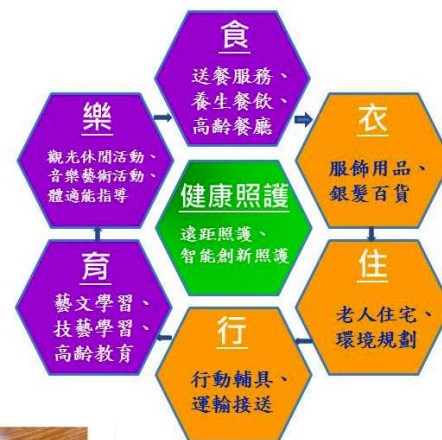 食
送餐服務、
養生餐飲、
高齡餐廳
衣
服飾用品、
銀髮百貨
住
老人住宅、
環境規劃
行
行動輔具、
運輸接送
育
藝文學習、
技藝學習、
高齡教育
樂
觀光休閒活動、
音樂藝術活動、
體適能指導
健康照護
遠距照護、
智能創新照護